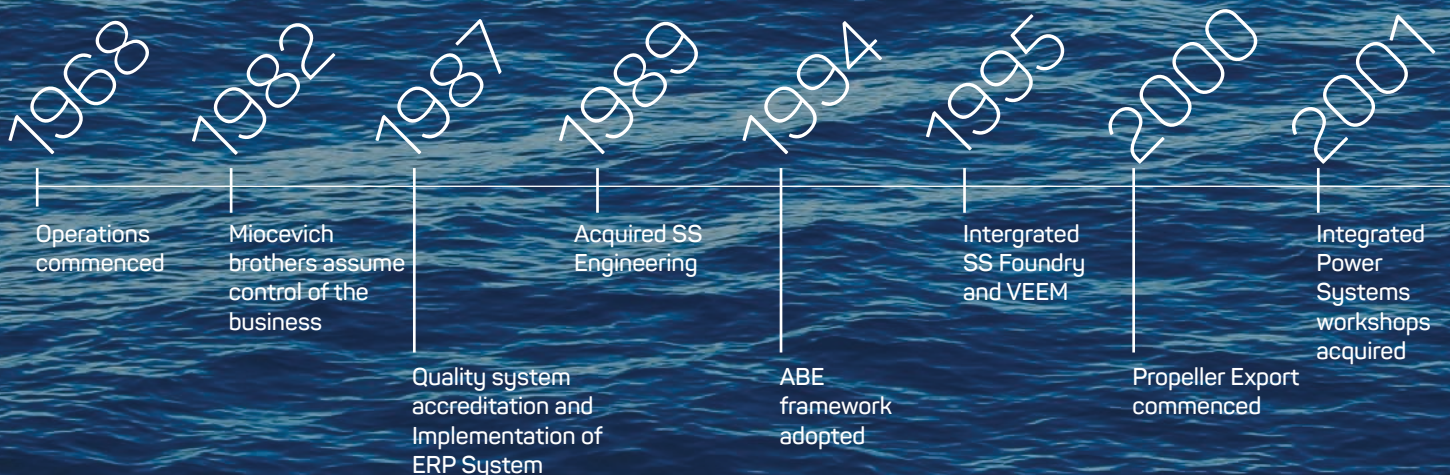 1968
1982
1987
1989
1994
1995
2000
2001
Operations
commenced
Miocevich
brothers assume
control of the
business
Quality system
accreditation and
Implementation of
ERP System
Acquired SS
Engineering
ABE
framework
adopted
Intergrated
SS Foundry
and VEEM
Propeller Export
commenced
Integrated
Power
Systems
workshops
acquired